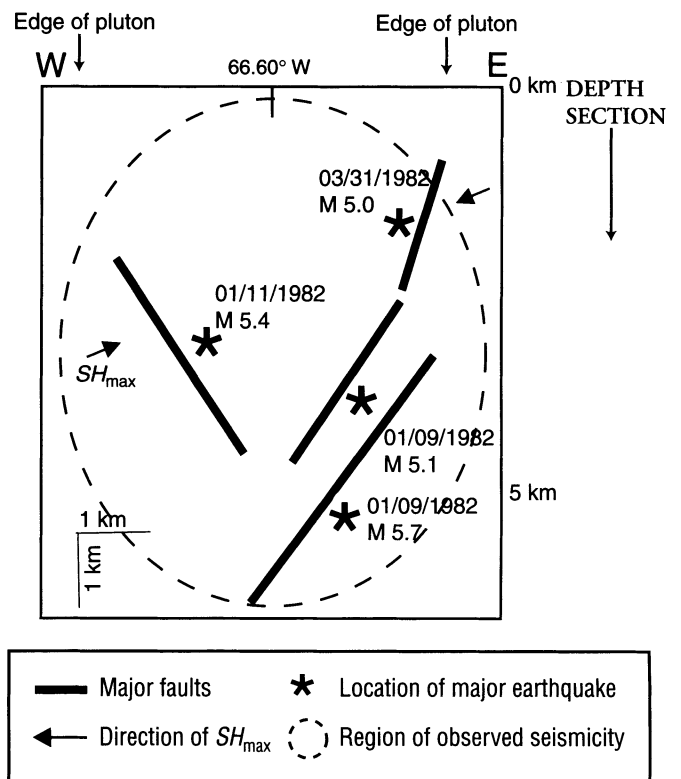 Edge of pluton
Edge of pluton
W
66.60° W
E
0 km
DEPTH
SECTION
03/31/1982
M 5.0
01/11/1982
M 5.4
SHmax
01/09/1982
M 5.1
5 km
01/09/1982
M 5.7
1 km
1 km
Major faults
Location of major earthquake
Direction of SHmax
Region of observed seismicity